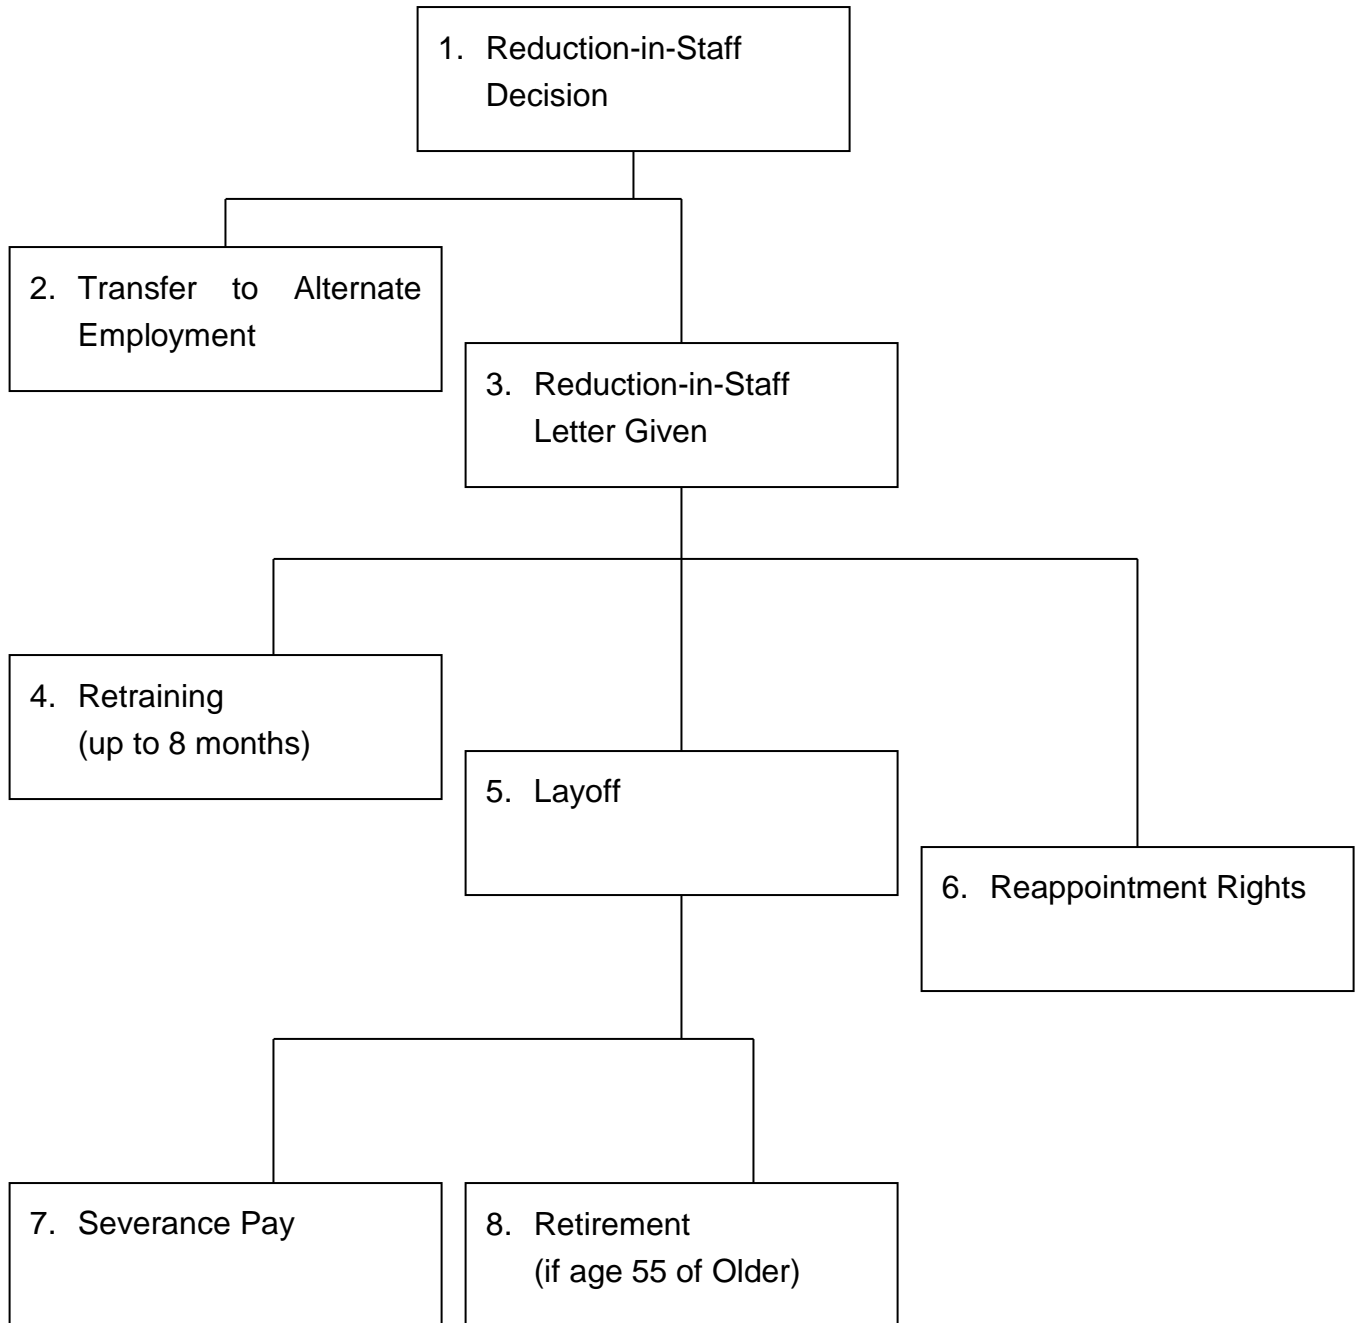 1. Reduction-in-Staff
Decision
2. Transfer to Alternate
Employment
3. Reduction-in-Staff
Letter Given
4. Retraining
(up to 8 months)
5. Layoff
6. Reappointment Rights
7. Severance Pay
8. Retirement
(if age 55 of Older)